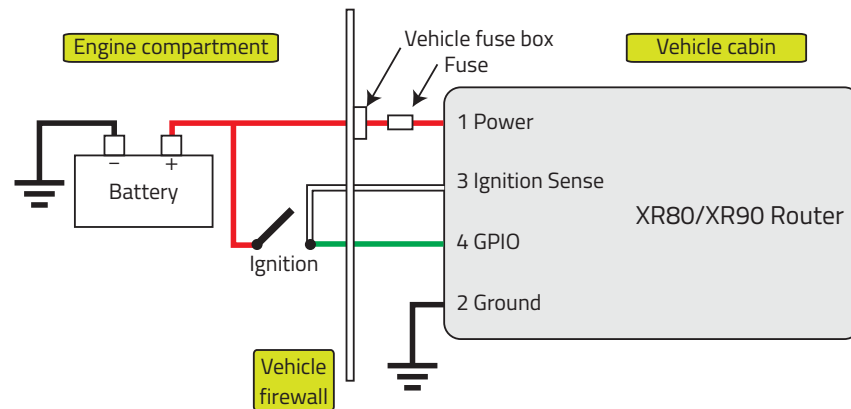 Engine compartment
Vehicle fuse box
Fuse
Vehicle cabin
1 Power
3 Ignition Sense
4 GPIO
2 Ground
XR80/XR90 Router
−
+
Battery
Ignition
Vehicle
firewall